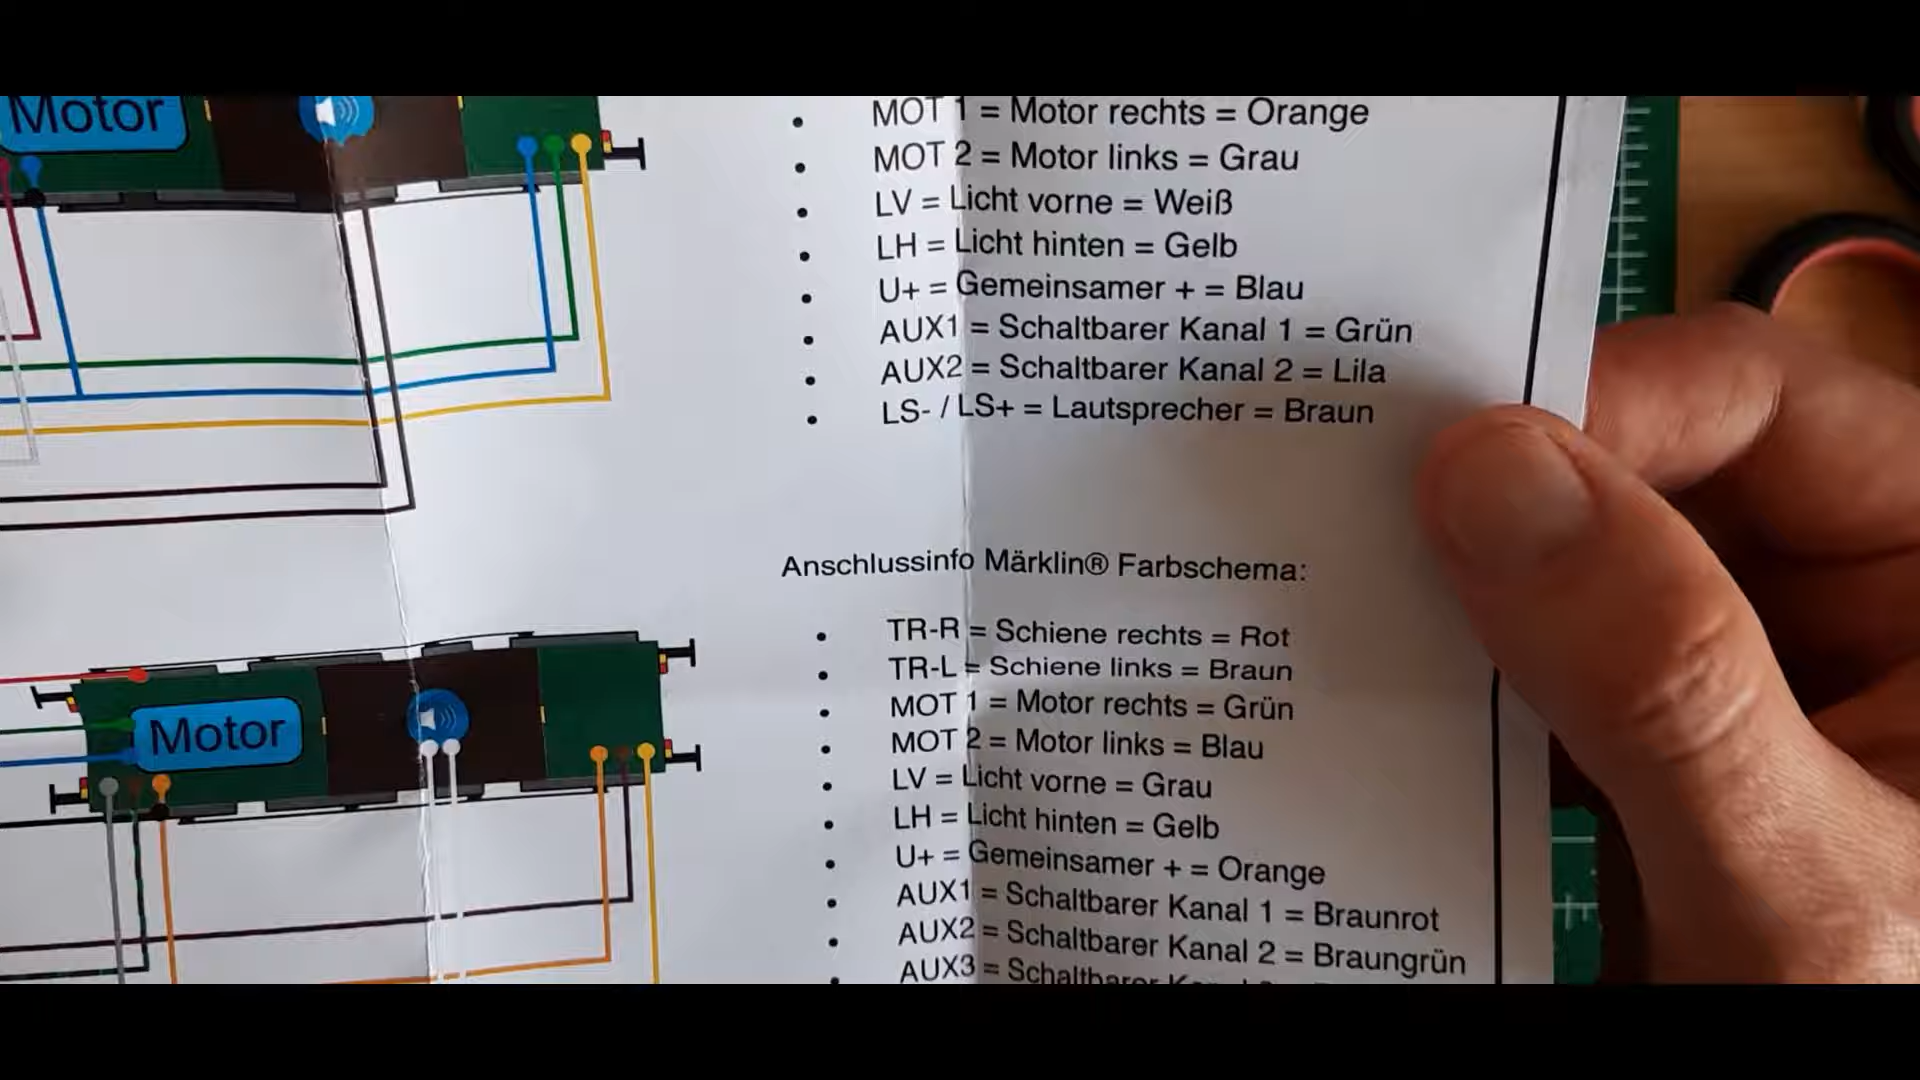 Motor
MOT 1 = Motor rechts = Orange
MOT 2 = Motor links = Grau
LV = Licht vorne = Weiß
LH = Licht hinten = Gelb
U+ = Gemeinsamer + = Blau
AUX1 = Schaltbarer Kanal 1 = Grün
AUX2 = Schaltbarer Kanal 2 = Lila
LS- / LS+ = Lautsprecher = Braun
Anschlussinfo Märklin® Farbschema:
TR-R = Schiene rechts = Rot
TR-L = Schiene links = Braun
MOT 1 = Motor rechts = Grün
MOT 2 = Motor links = Blau
LV = Licht vorne = Grau
LH = Licht hinten = Gelb
U+ = Gemeinsamer + = Orange
AUX1 = Schaltbarer Kanal 1 = Braunrot
AUX2 = Schaltbarer Kanal 2 = Braungrün
AUX3 = Schaltbarer
Motor